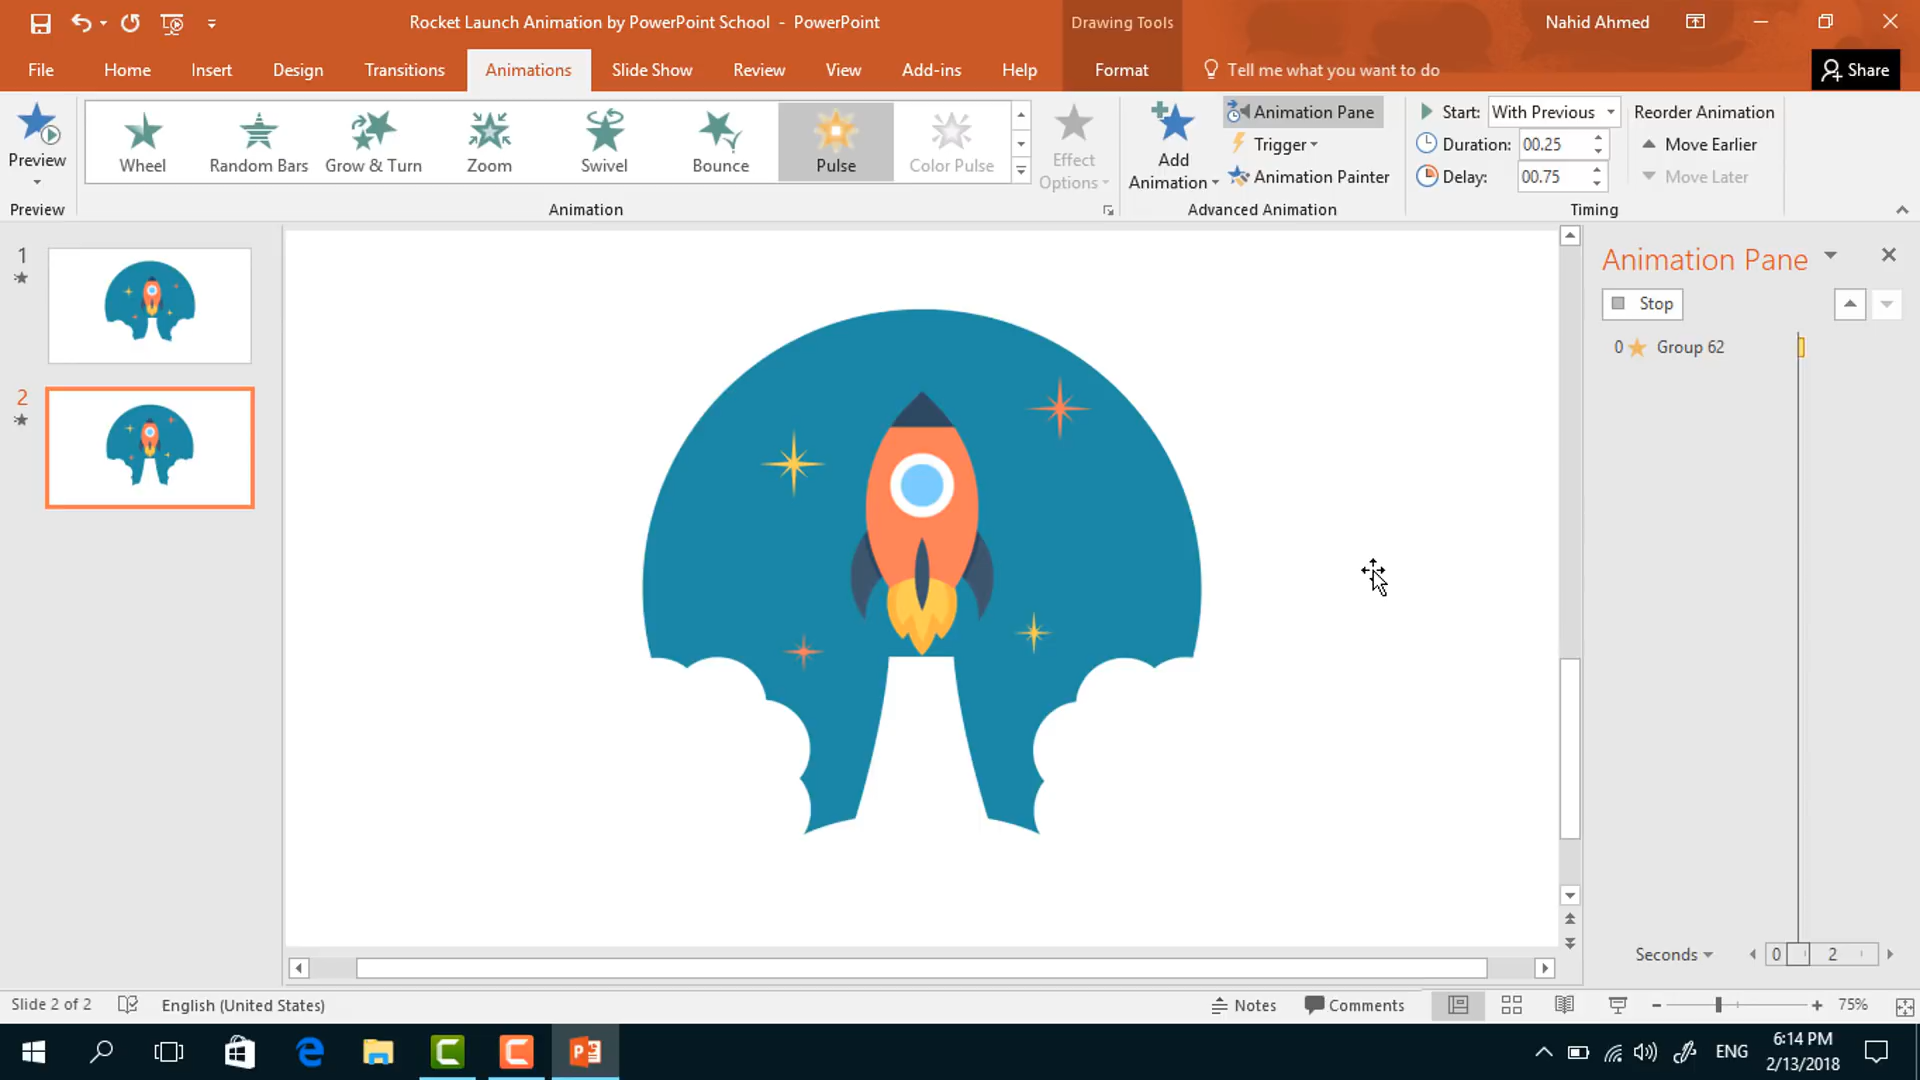 Rocket Launch Animation by PowerPoint School - PowerPoint
Drawing Tools
Nahid Ahmed
File
Home
Insert
Design
Transitions
Animations
Slide Show
Review
View
Add-ins
Help
Format
Tell me what you want to do
Share
Preview
Wheel
Random Bars
Grow & Turn
Zoom
Swivel
Bounce
Pulse
Color Pulse
Effect
Options
Add
Animation
Animation Pane
Trigger
Animation Painter
Start: With Previous
Duration: 00.25
Delay: 00.75
Reorder Animation
Move Earlier
Move Later
Preview
Animation
Advanced Animation
Timing
1
2
Animation Pane
Stop
0 Group 62
Seconds
0
2
Slide 2 of 2
English (United States)
Notes
Comments
75%
ENG
6:14 PM
2/13/2018